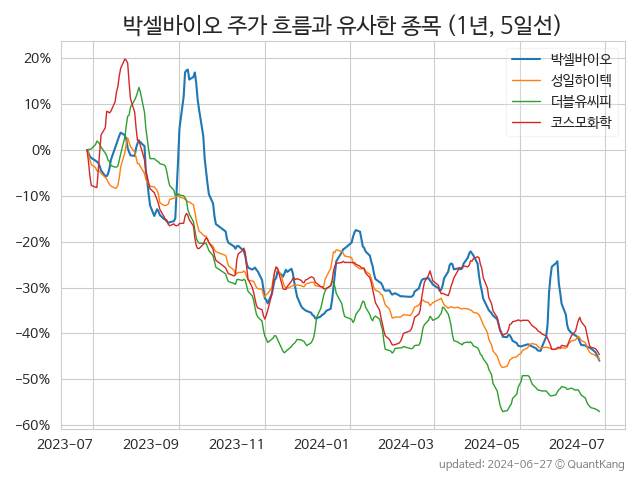 박셀바이오 주가 흐름과 유사한 종목 (1년, 5일선)
박셀바이오
성일하이텍
더블유씨피
코스모화학
20%
10%
0%
−10%
−20%
−30%
−40%
−50%
−60%
2023-07 2023-09 2023-11 2024-01 2024-03 2024-05 2024-07
updated: 2024-06-27 © QuantKang